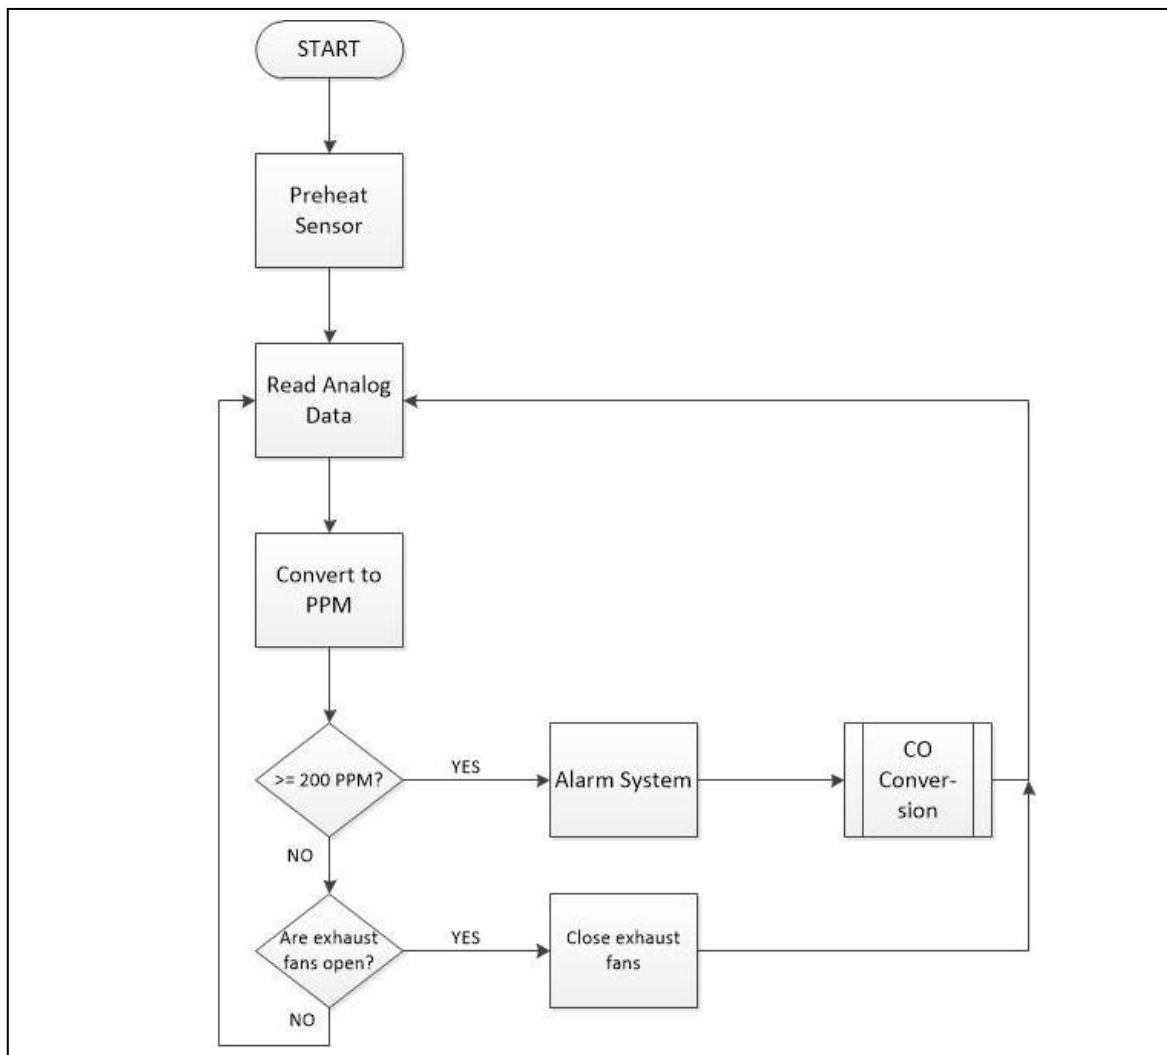 START
Preheat
Sensor
Read Analog
Data
Convert to
PPM
>= 200 PPM?
YES
Alarm System
CO
Conver-
sion
NO
Are exhaust
fans open?
YES
Close exhaust
fans
NO